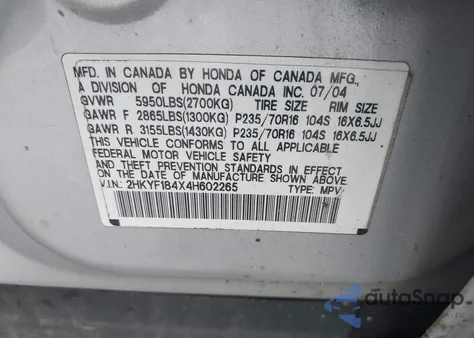 MFD. IN CANADA BY HONDA OF CANADA MFG.,
A DIVISION OF HONDA CANADA INC. 07/04
GVWR 5950LBS(2700KG) TIRE SIZE RIM SIZE
GAWR F 2865LBS(1300KG) P235/70R16 104S 16X6.5JJ
GAWR R 3155LBS(1430KG) P235/70R16 104S 16X6.5JJ
THIS VEHICLE CONFORMS TO ALL APPLICABLE
FEDERAL MOTOR VEHICLE SAFETY AND
THEFT PREVENTION STANDARDS IN EFFECT ON
THE DATE OF MANUFACTURE SHOWN ABOVE.
V.I.N.: 2HKYF184X4H602265 TYPE: MPV
autoSnap